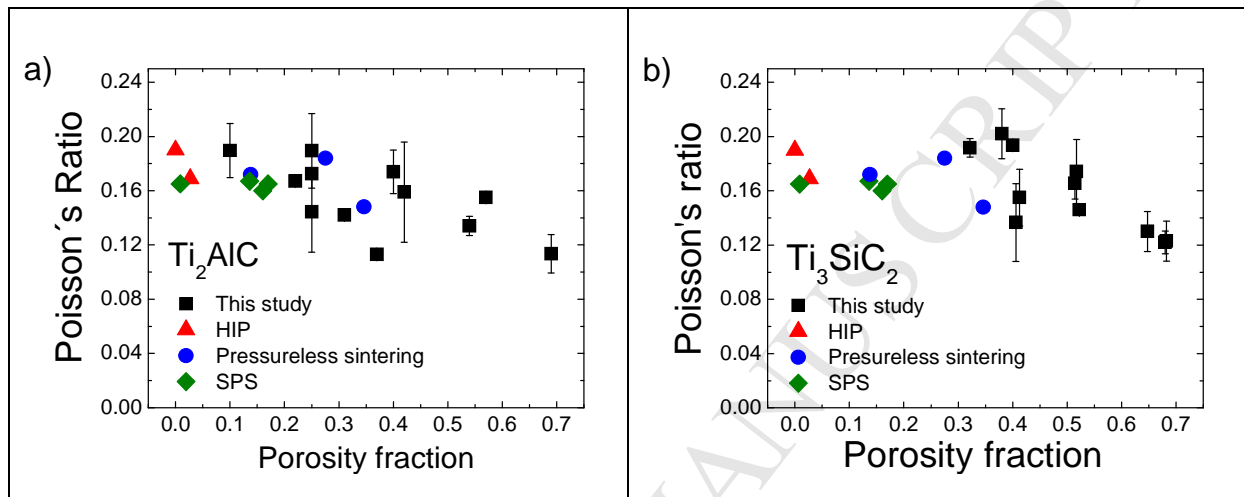 a)
Poisson´s Ratio
0.24
0.20
0.16
0.12
0.08
0.04
0.00
Ti2AlC
This study
HIP
Pressureless sintering
SPS
0.0 0.1 0.2 0.3 0.4 0.5 0.6 0.7
Porosity fraction
b)
Poisson's ratio
0.24
0.20
0.16
0.12
0.08
0.04
0.00
Ti3SiC2
This study
HIP
Presureless sintering
SPS
0.0 0.1 0.2 0.3 0.4 0.5 0.6 0.7
Porosity fraction
ANUSCRIP